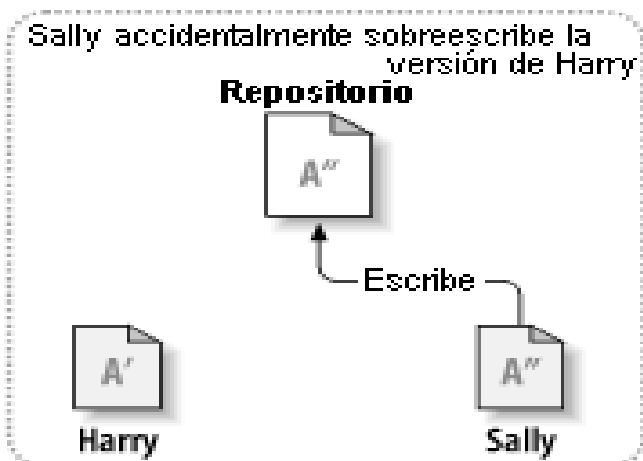 Sally accidentalmente sobreescribe la
versión de Harry
Repositorio
A″
Escribe
A′
A″
Harry
Sally